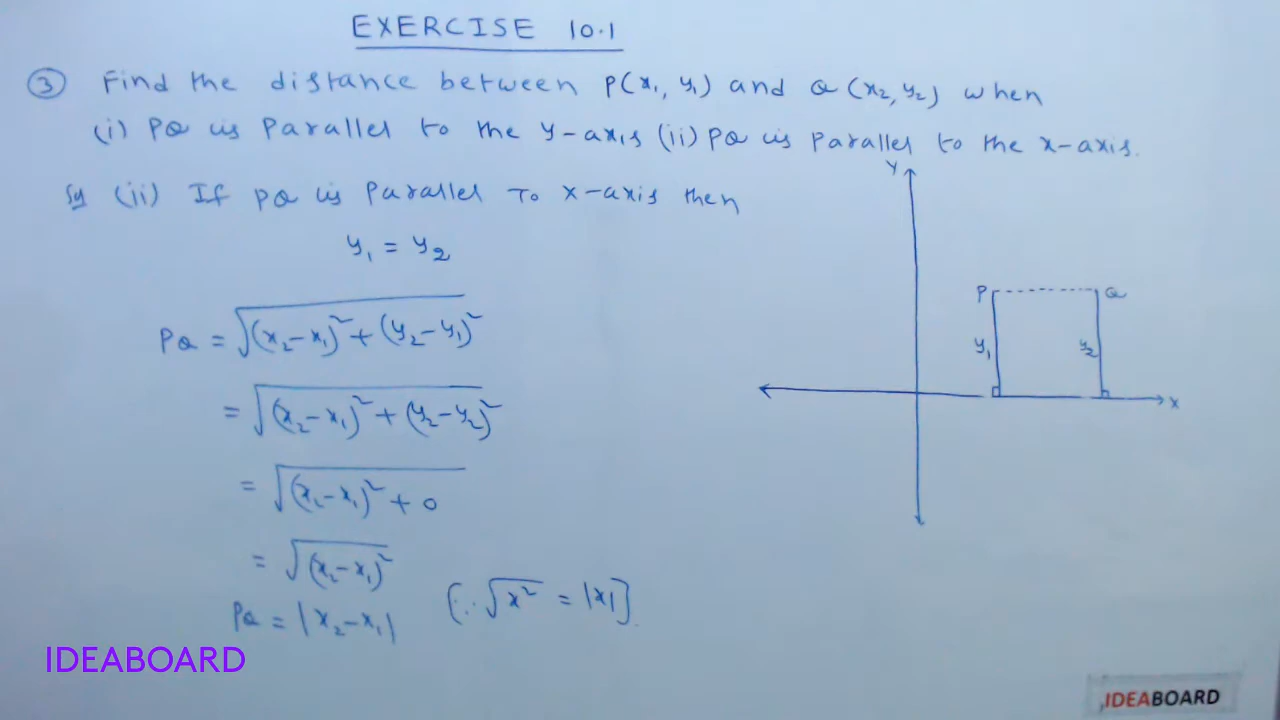 EXERCISE 10.1
③ Find the distance between P(x₁, y₁) and Q(x₂, y₂) when
(i) PQ is parallel to the y-axis (ii) PQ is parallel to the x-axis.
Sol (ii) If PQ is parallel To x-axis then
y₁ = y₂
PQ = √((x₂-x₁)²+(y₂-y₁)²)
= √((x₂-x₁)²+(y₂-y₂)²)
= √((x₂-x₁)²+0)
= √((x₂-x₁)²)
PQ = |x₂-x₁| [∵ √x² = |x|].
Y
P Q
y₁ y₂
X
IDEABOARD
IDEABOARD